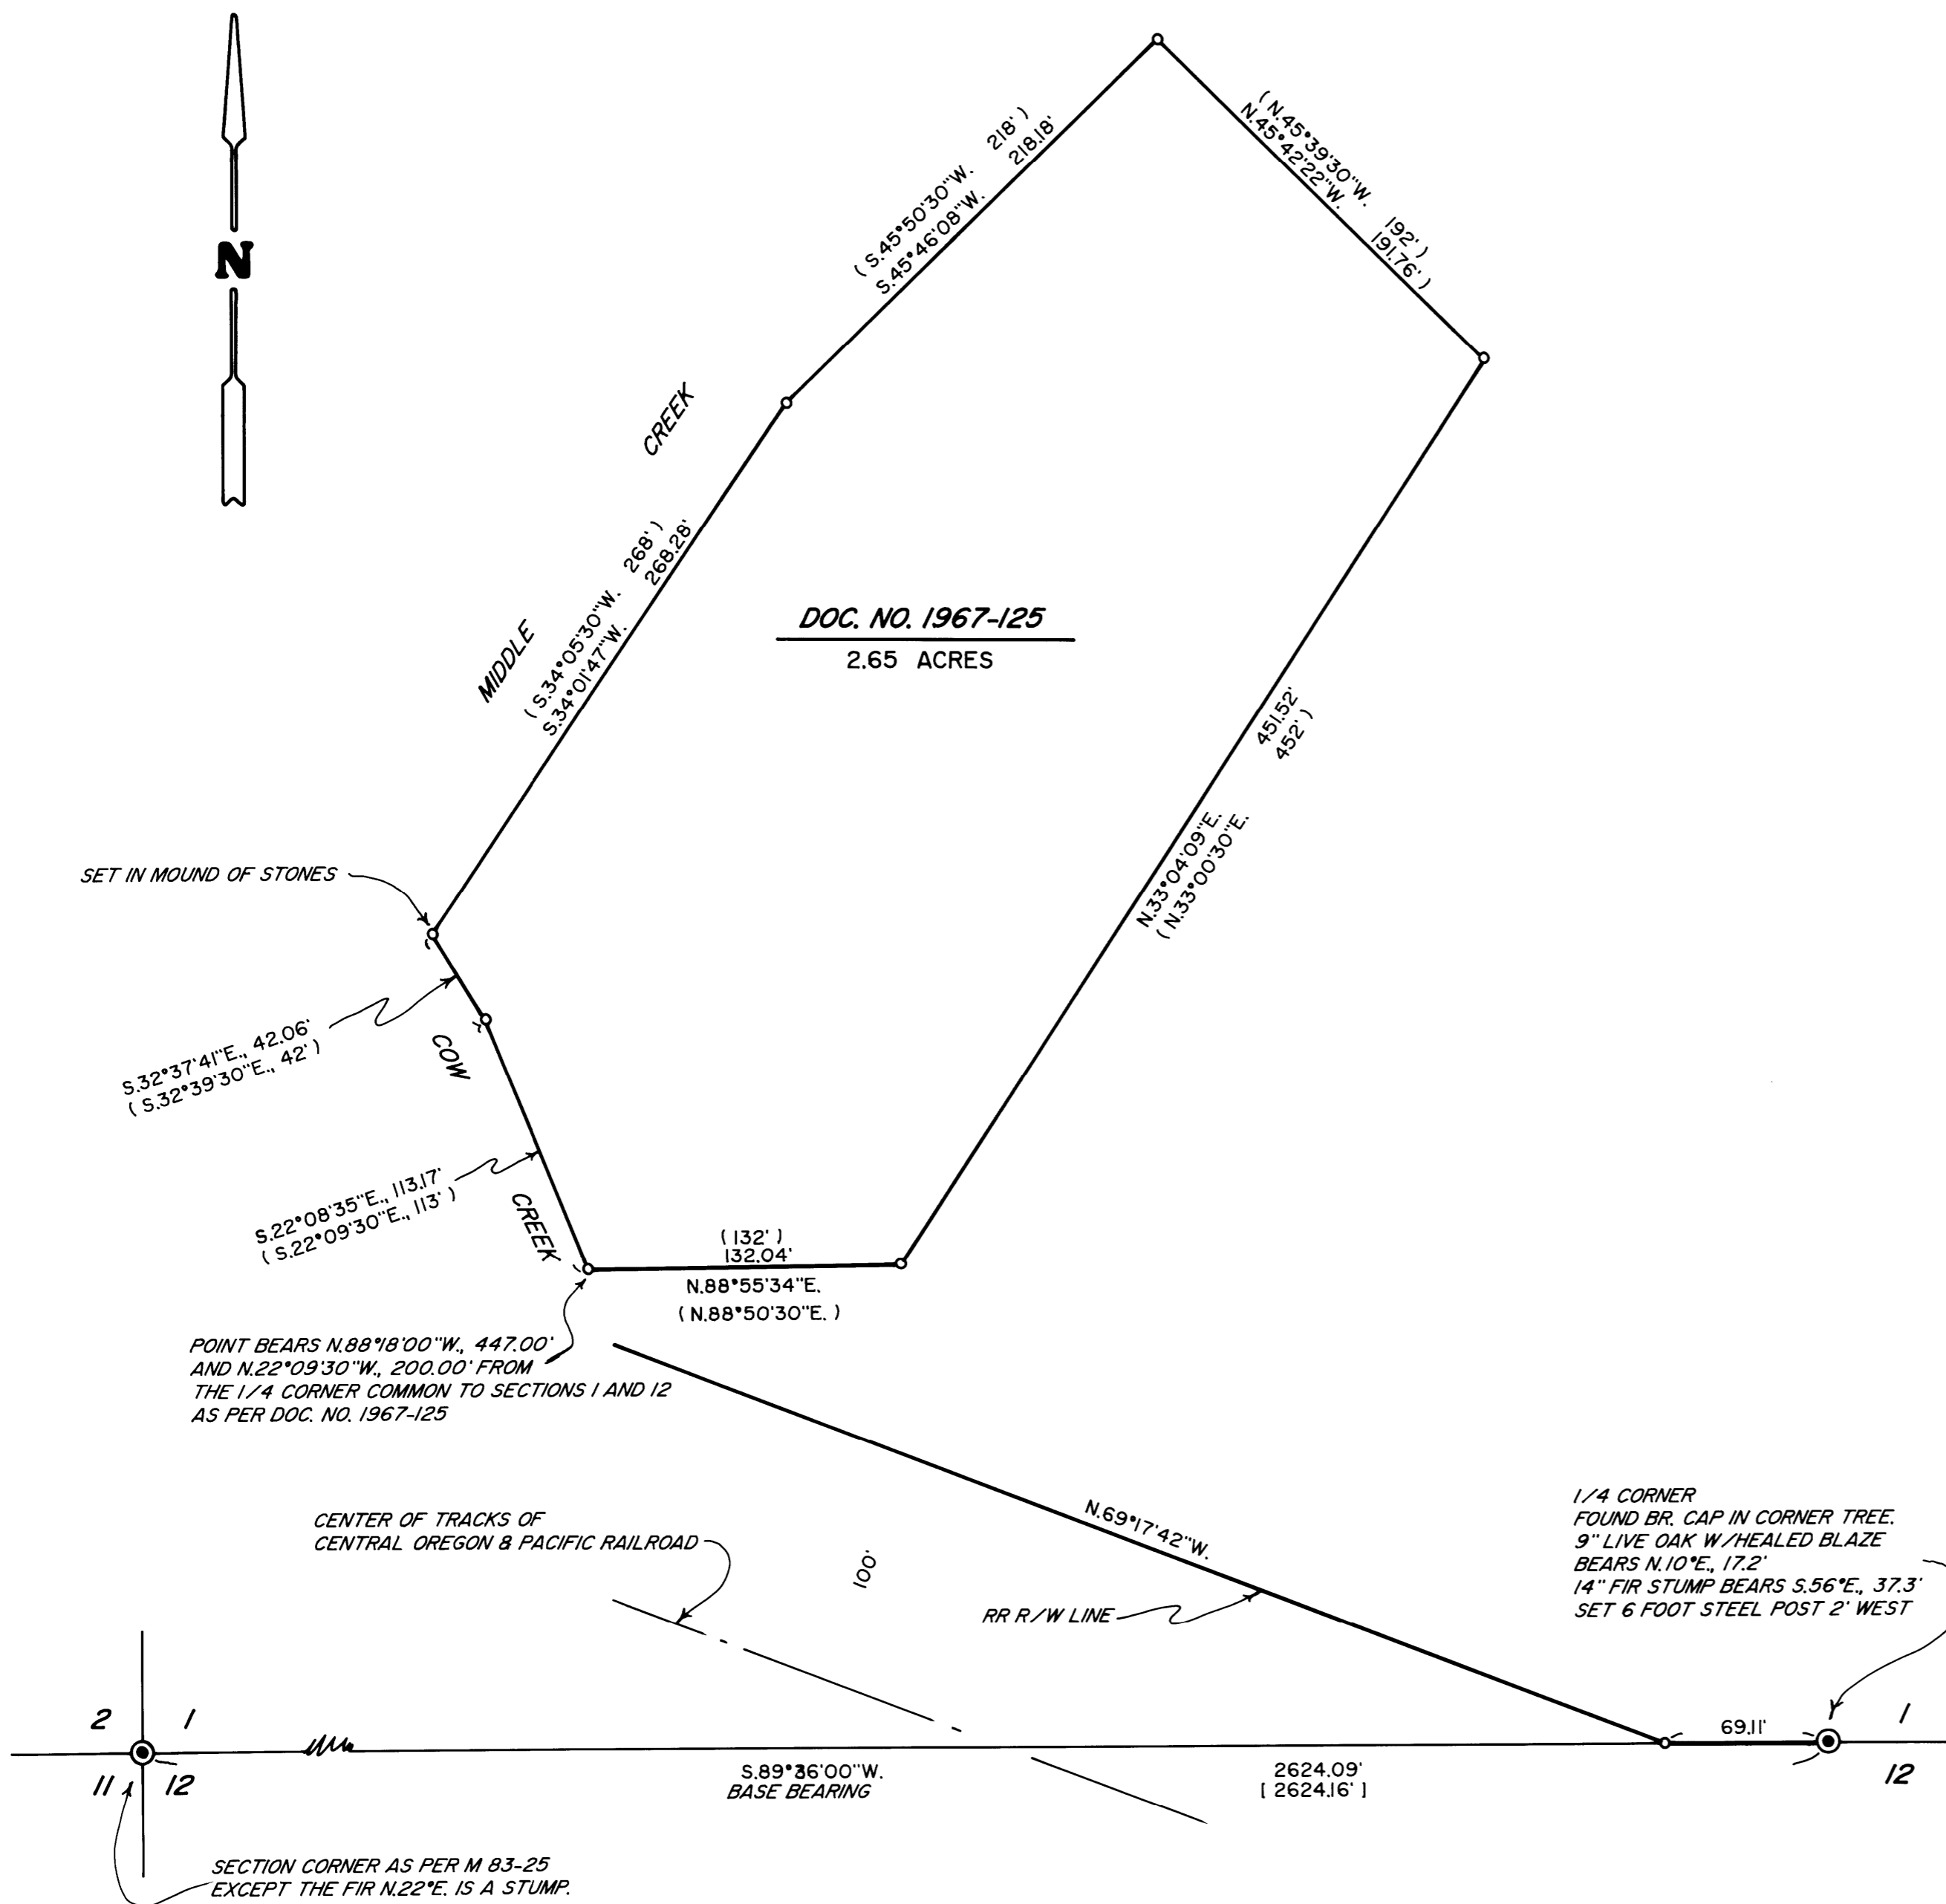 N
( N.45°39'30"W. 192' )
N.45°42'22"W. 191.76' )
( S.45°50'30"W. 218' )
S.45°46'08"W. 218.18'
CREEK
MIDDLE
( S.34°05'30"W. 268' )
S.34°01'47"W. 268.28'
DOC. NO. 1967-125
2.65 ACRES
451.52'
452' )
N.33°04'09"E.
( N.33°00'30"E.
SET IN MOUND OF STONES
S.32°37'41"E., 42.06'
( S.32°39'30"E., 42' )
COW
CREEK
S.22°08'35"E., 113.17'
( S.22°09'30"E., 113' )
( 132' )
132.04'
N.88°55'34"E.
( N.88°50'30"E. )
POINT BEARS N.88°18'00"W., 447.00'
AND N.22°09'30"W., 200.00' FROM
THE 1/4 CORNER COMMON TO SECTIONS 1 AND 12
AS PER DOC. NO. 1967-125
CENTER OF TRACKS OF
CENTRAL OREGON & PACIFIC RAILROAD
100'
N.69°17'42"W.
RR R/W LINE
1/4 CORNER
FOUND BR. CAP IN CORNER TREE.
9" LIVE OAK W/HEALED BLAZE
BEARS N.10°E., 17.2'
14" FIR STUMP BEARS S.56°E., 37.3'
SET 6 FOOT STEEL POST 2' WEST
2 1
11 12
69.11'
1
12
S.89°36'00"W.
BASE BEARING
2624.09'
[ 2624.16' ]
SECTION CORNER AS PER M 83-25
EXCEPT THE FIR N.22°E. IS A STUMP.